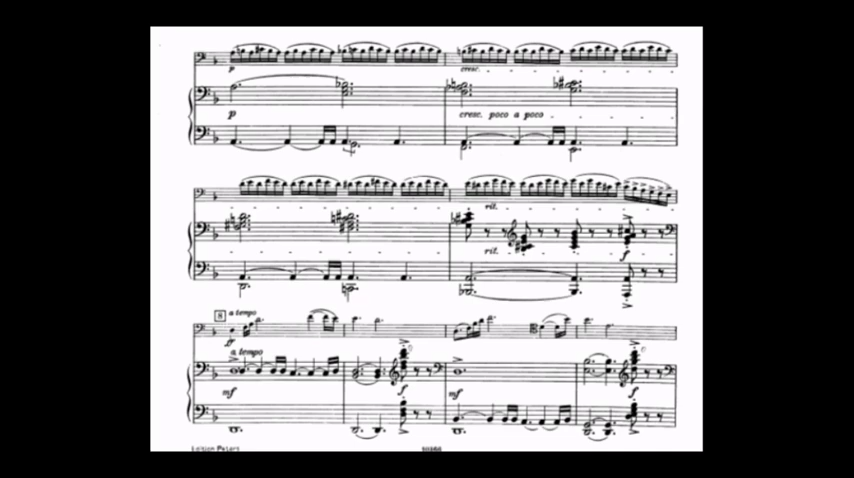 p cresc.
p cresc. poco a poco
rit.
rit. f
8 a tempo
ff
a tempo
mf f mf f
Edition Peters